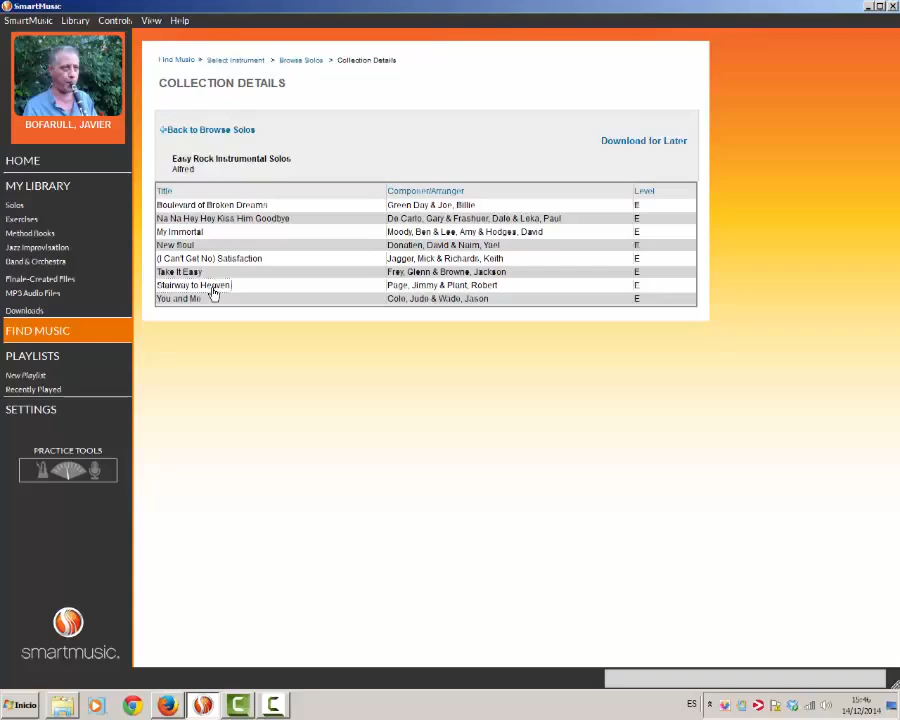 SmartMusic
SmartMusic Library Controls View Help
BOFARULL, JAVIER
HOME
MY LIBRARY
Solos
Exercises
Method Books
Jazz Improvisation
Band & Orchestra
Finale-Created Files
MP3 Audio Files
Downloads
FIND MUSIC
PLAYLISTS
New Playlist
Recently Played
SETTINGS
PRACTICE TOOLS
smartmusic.
Find Music > Select Instrument > Browse Solos > Collection Details
COLLECTION DETAILS
Back to Browse Solos
Download for Later
Easy Rock Instrumental Solos
Alfred
Title Composer/Arranger Level
Boulevard of Broken Dreams Green Day & Joe, Billie E
Na Na Hey Hey Kiss Him Goodbye De Carlo, Gary & Frashuer, Dale & Leka, Paul E
My Immortal Moody, Ben & Lee, Amy & Hodges, David E
New Soul Donatien, David & Naim, Yael E
(I Can't Get No) Satisfaction Jagger, Mick & Richards, Keith E
Take It Easy Frey, Glenn & Browne, Jackson E
Stairway to Heaven Page, Jimmy & Plant, Robert E
You and Me Cole, Jude & Wade, Jason E
Inicio
ES
15:46
14/12/2014